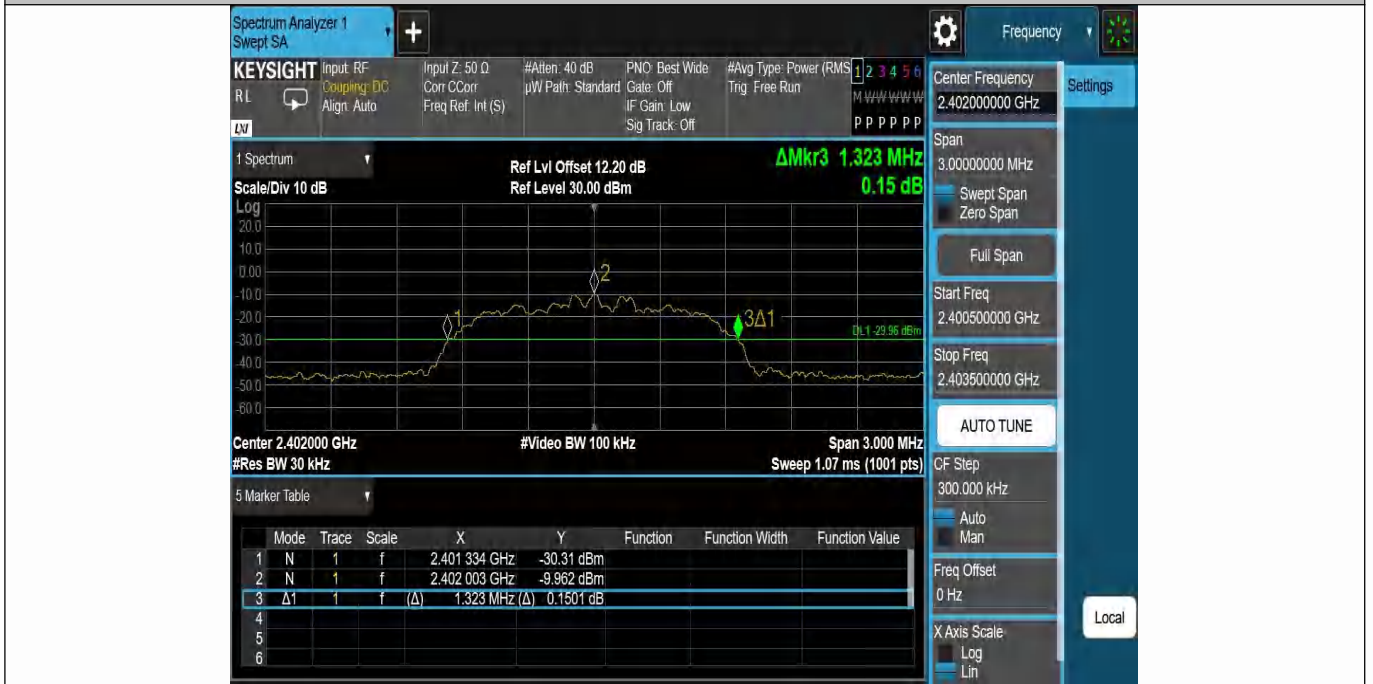 Spectrum Analyzer 1
Swept SA
+
Frequency
KEYSIGHT
RL
LXI
Input: RF
Coupling: DC
Align: Auto
Input Z: 50 Ω
Corr CCorr
Freq Ref: Int (S)
#Atten: 40 dB
µW Path: Standard
PNO: Best Wide
Gate: Off
IF Gain: Low
Sig Track: Off
#Avg Type: Power (RMS
Trig: Free Run
1 2 3 4 5 6
M W W W W W
P P P P P P
Center Frequency
2.402000000 GHz
Settings
Span
3.00000000 MHz
Swept Span
Zero Span
Full Span
Start Freq
2.400500000 GHz
Stop Freq
2.403500000 GHz
AUTO TUNE
CF Step
300.000 kHz
Auto
Man
Freq Offset
0 Hz
X Axis Scale
Log
Lin
Local
1 Spectrum
Scale/Div 10 dB
Ref Lvl Offset 12.20 dB
Ref Level 30.00 dBm
ΔMkr3 1.323 MHz
0.15 dB
Log
20.0
10.0
0.00
-10.0
-20.0
-30.0
-40.0
-50.0
-60.0
1
2
3Δ1
DL1 -29.96 dBm
Center 2.402000 GHz
#Video BW 100 kHz
Span 3.000 MHz
#Res BW 30 kHz
Sweep 1.07 ms (1001 pts)
5 Marker Table
Mode Trace Scale X Y Function Function Width Function Value
1 N 1 f 2.401 334 GHz -30.31 dBm
2 N 1 f 2.402 003 GHz -9.962 dBm
3 Δ1 1 f (Δ) 1.323 MHz (Δ) 0.1501 dB
4
5
6